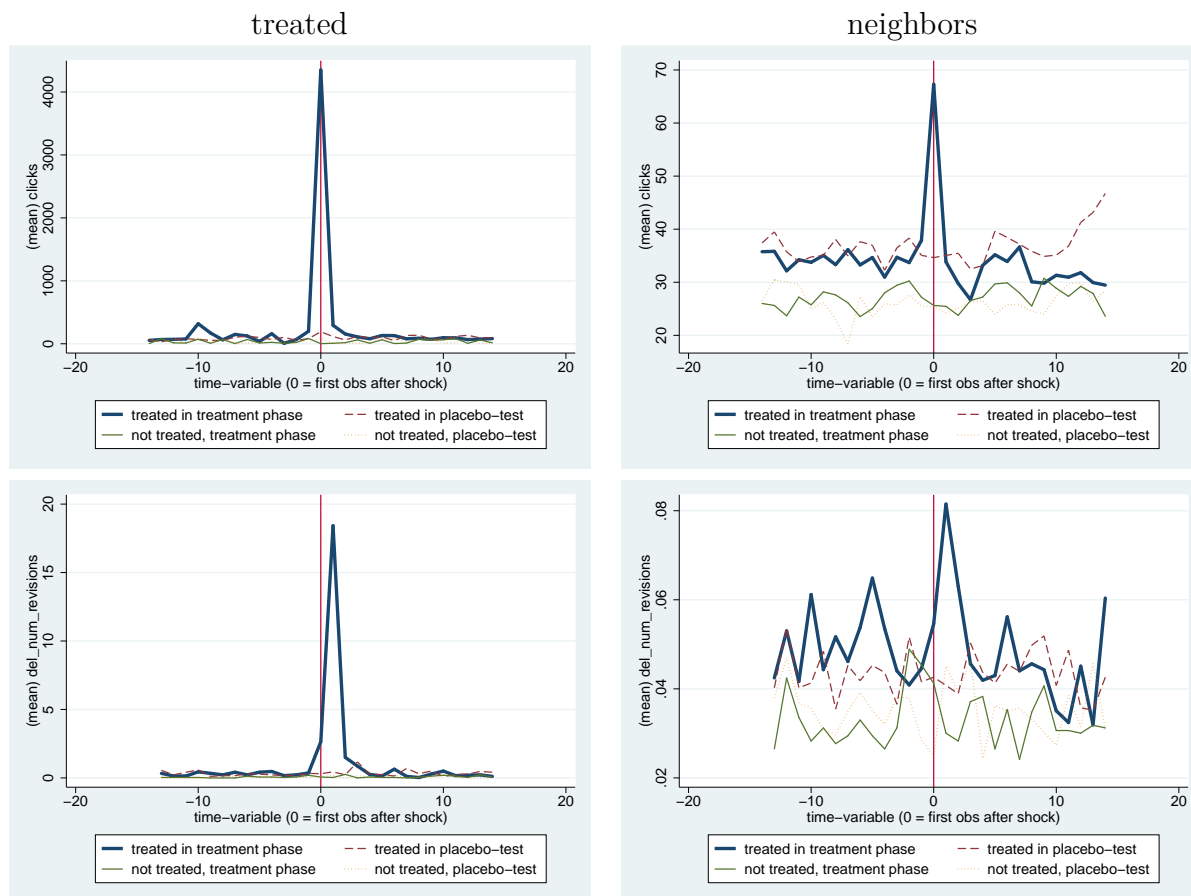 treated
neighbors
(mean) clicks
4000
3000
2000
1000
0
−20 −10 0 10 20
time−variable (0 = first obs after shock)
treated in treatment phase treated in placebo−test
not treated, treatment phase not treated, placebo−test
(mean) clicks
70
60
50
40
30
20
−20 −10 0 10 20
time−variable (0 = first obs after shock)
treated in treatment phase treated in placebo−test
not treated, treatment phase not treated, placebo−test
(mean) del_num_revisions
20
15
10
5
0
−20 −10 0 10 20
time−variable (0 = first obs after shock)
treated in treatment phase treated in placebo−test
not treated, treatment phase not treated, placebo−test
(mean) del_num_revisions
.08
.06
.04
.02
−20 −10 0 10 20
time−variable (0 = first obs after shock)
treated in treatment phase treated in placebo−test
not treated, treatment phase not treated, placebo−test